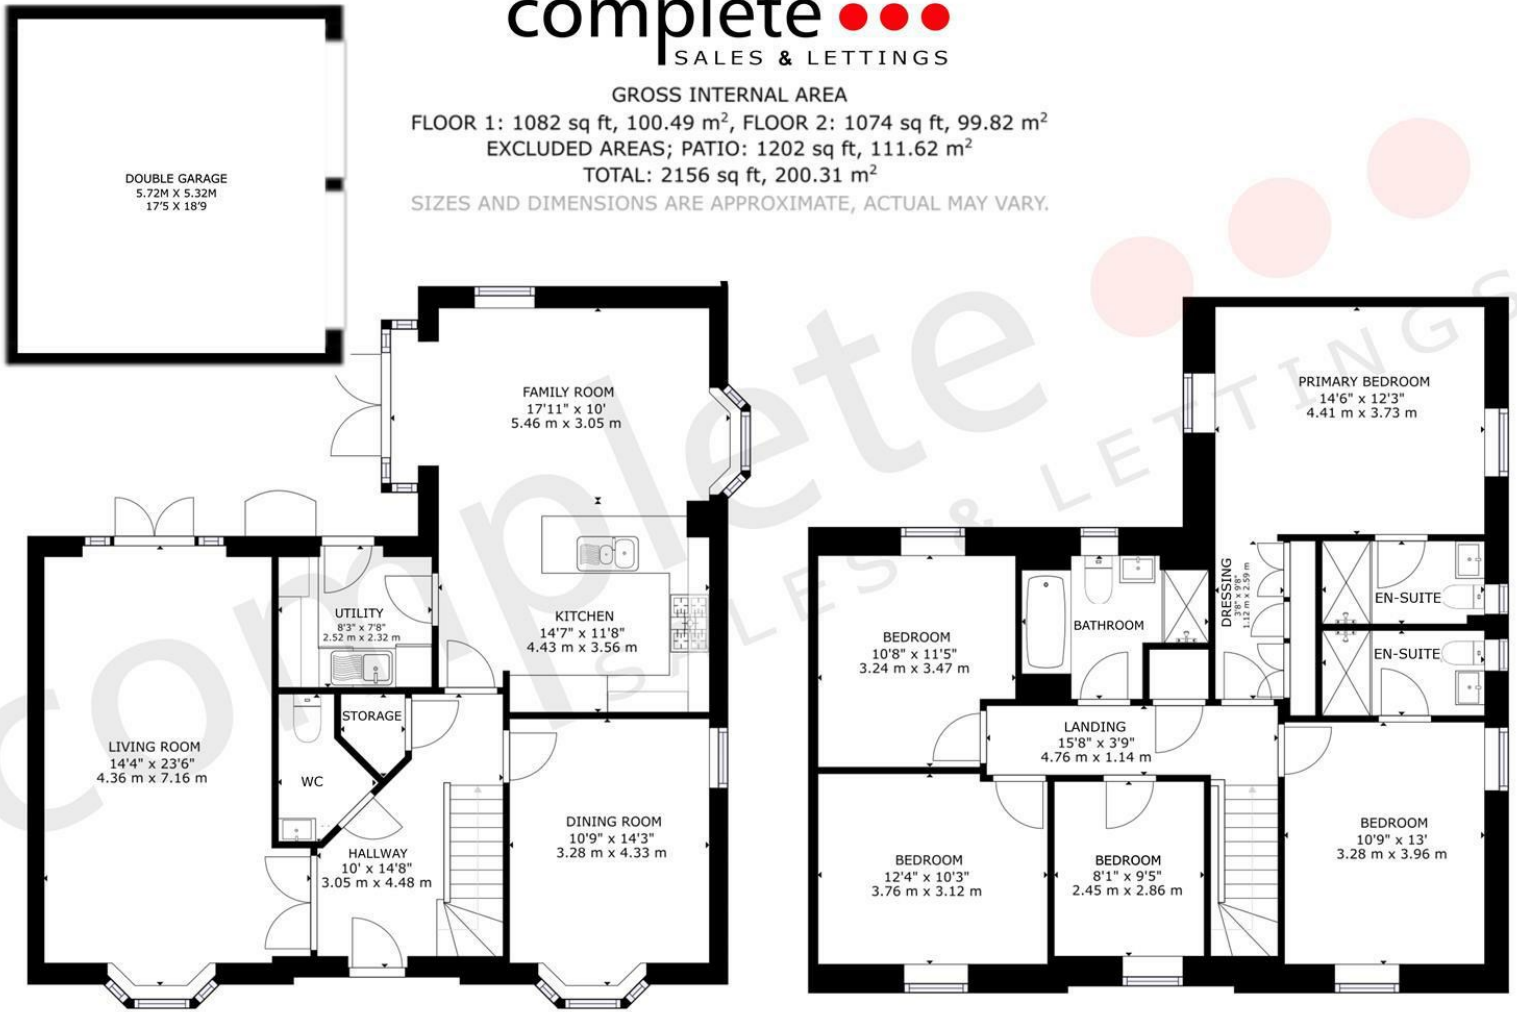 complete
SALES & LETTINGS
GROSS INTERNAL AREA
FLOOR 1: 1082 sq ft, 100.49 m², FLOOR 2: 1074 sq ft, 99.82 m²
EXCLUDED AREAS; PATIO: 1202 sq ft, 111.62 m²
TOTAL: 2156 sq ft, 200.31 m²
SIZES AND DIMENSIONS ARE APPROXIMATE, ACTUAL MAY VARY.
DOUBLE GARAGE
5.72M X 5.32M
17'5 X 18'9
FAMILY ROOM
17'11" x 10'
5.46 m x 3.05 m
KITCHEN
14'7" x 11'8"
4.43 m x 3.56 m
UTILITY
8'3" x 7'8"
2.52 m x 2.32 m
STORAGE
WC
LIVING ROOM
14'4" x 23'6"
4.36 m x 7.16 m
HALLWAY
10' x 14'8"
3.05 m x 4.48 m
DINING ROOM
10'9" x 14'3"
3.28 m x 4.33 m
PRIMARY BEDROOM
14'6" x 12'3"
4.41 m x 3.73 m
DRESSING
3'8" x 9'8"
1.12 m x 2.59 m
EN-SUITE
EN-SUITE
BATHROOM
BEDROOM
10'8" x 11'5"
3.24 m x 3.47 m
LANDING
15'8" x 3'9"
4.76 m x 1.14 m
BEDROOM
12'4" x 10'3"
3.76 m x 3.12 m
BEDROOM
8'1" x 9'5"
2.45 m x 2.86 m
BEDROOM
10'9" x 13'
3.28 m x 3.96 m
complete
SALES & LETTINGS